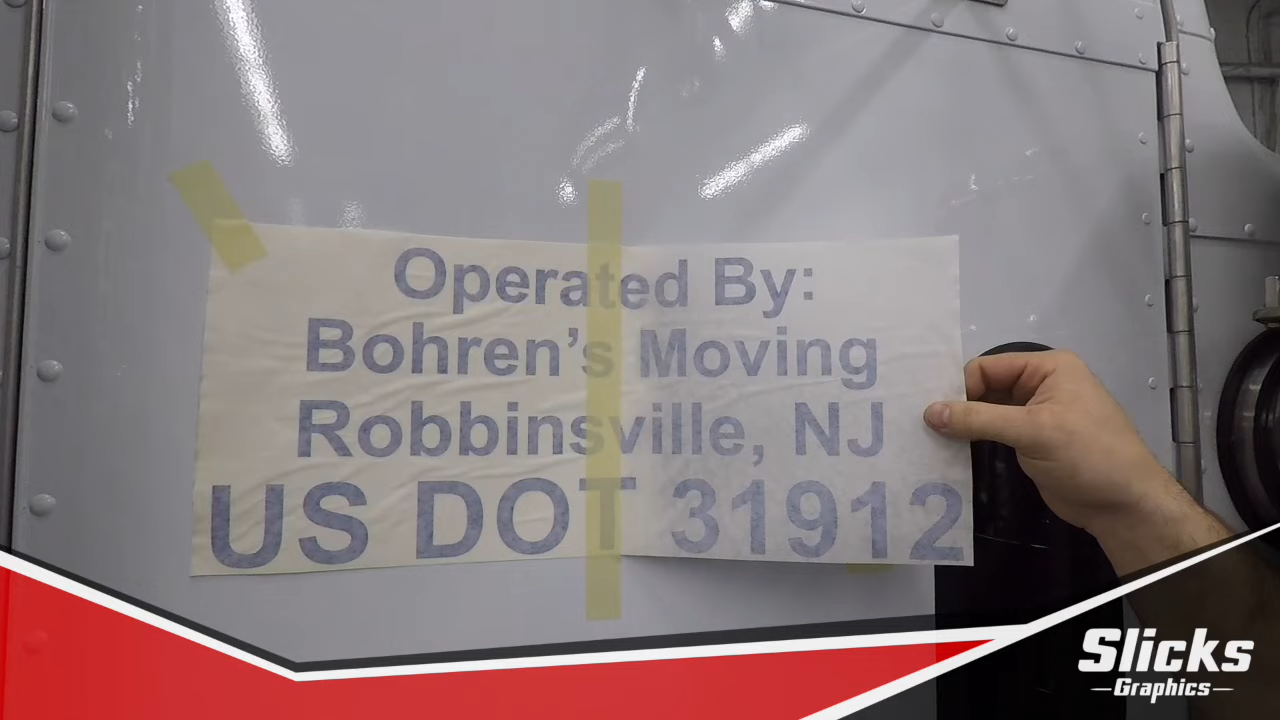 Operated By:
Bohren's Moving
Robbinsville, NJ
US DOT 31912
Slicks
Graphics